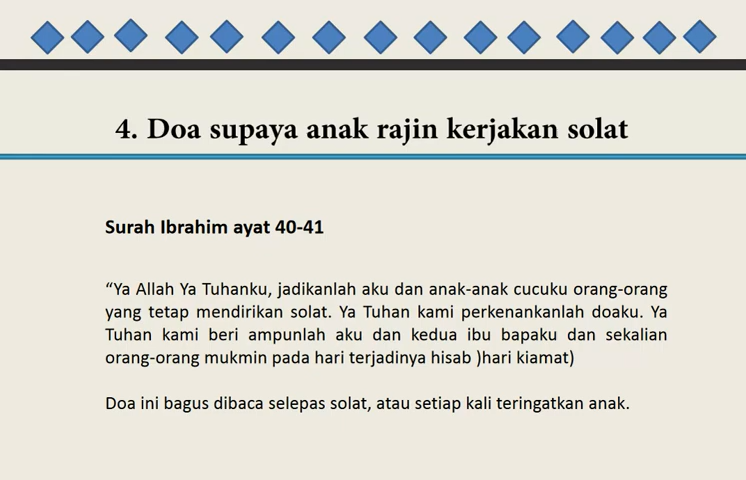 4. Doa supaya anak rajin kerjakan solat
Surah Ibrahim ayat 40-41
“Ya Allah Ya Tuhanku, jadikanlah aku dan anak-anak cucuku orang-orang
yang tetap mendirikan solat. Ya Tuhan kami perkenankanlah doaku. Ya
Tuhan kami beri ampunlah aku dan kedua ibu bapaku dan sekalian
orang-orang mukmin pada hari terjadinya hisab )hari kiamat)
Doa ini bagus dibaca selepas solat, atau setiap kali teringatkan anak.